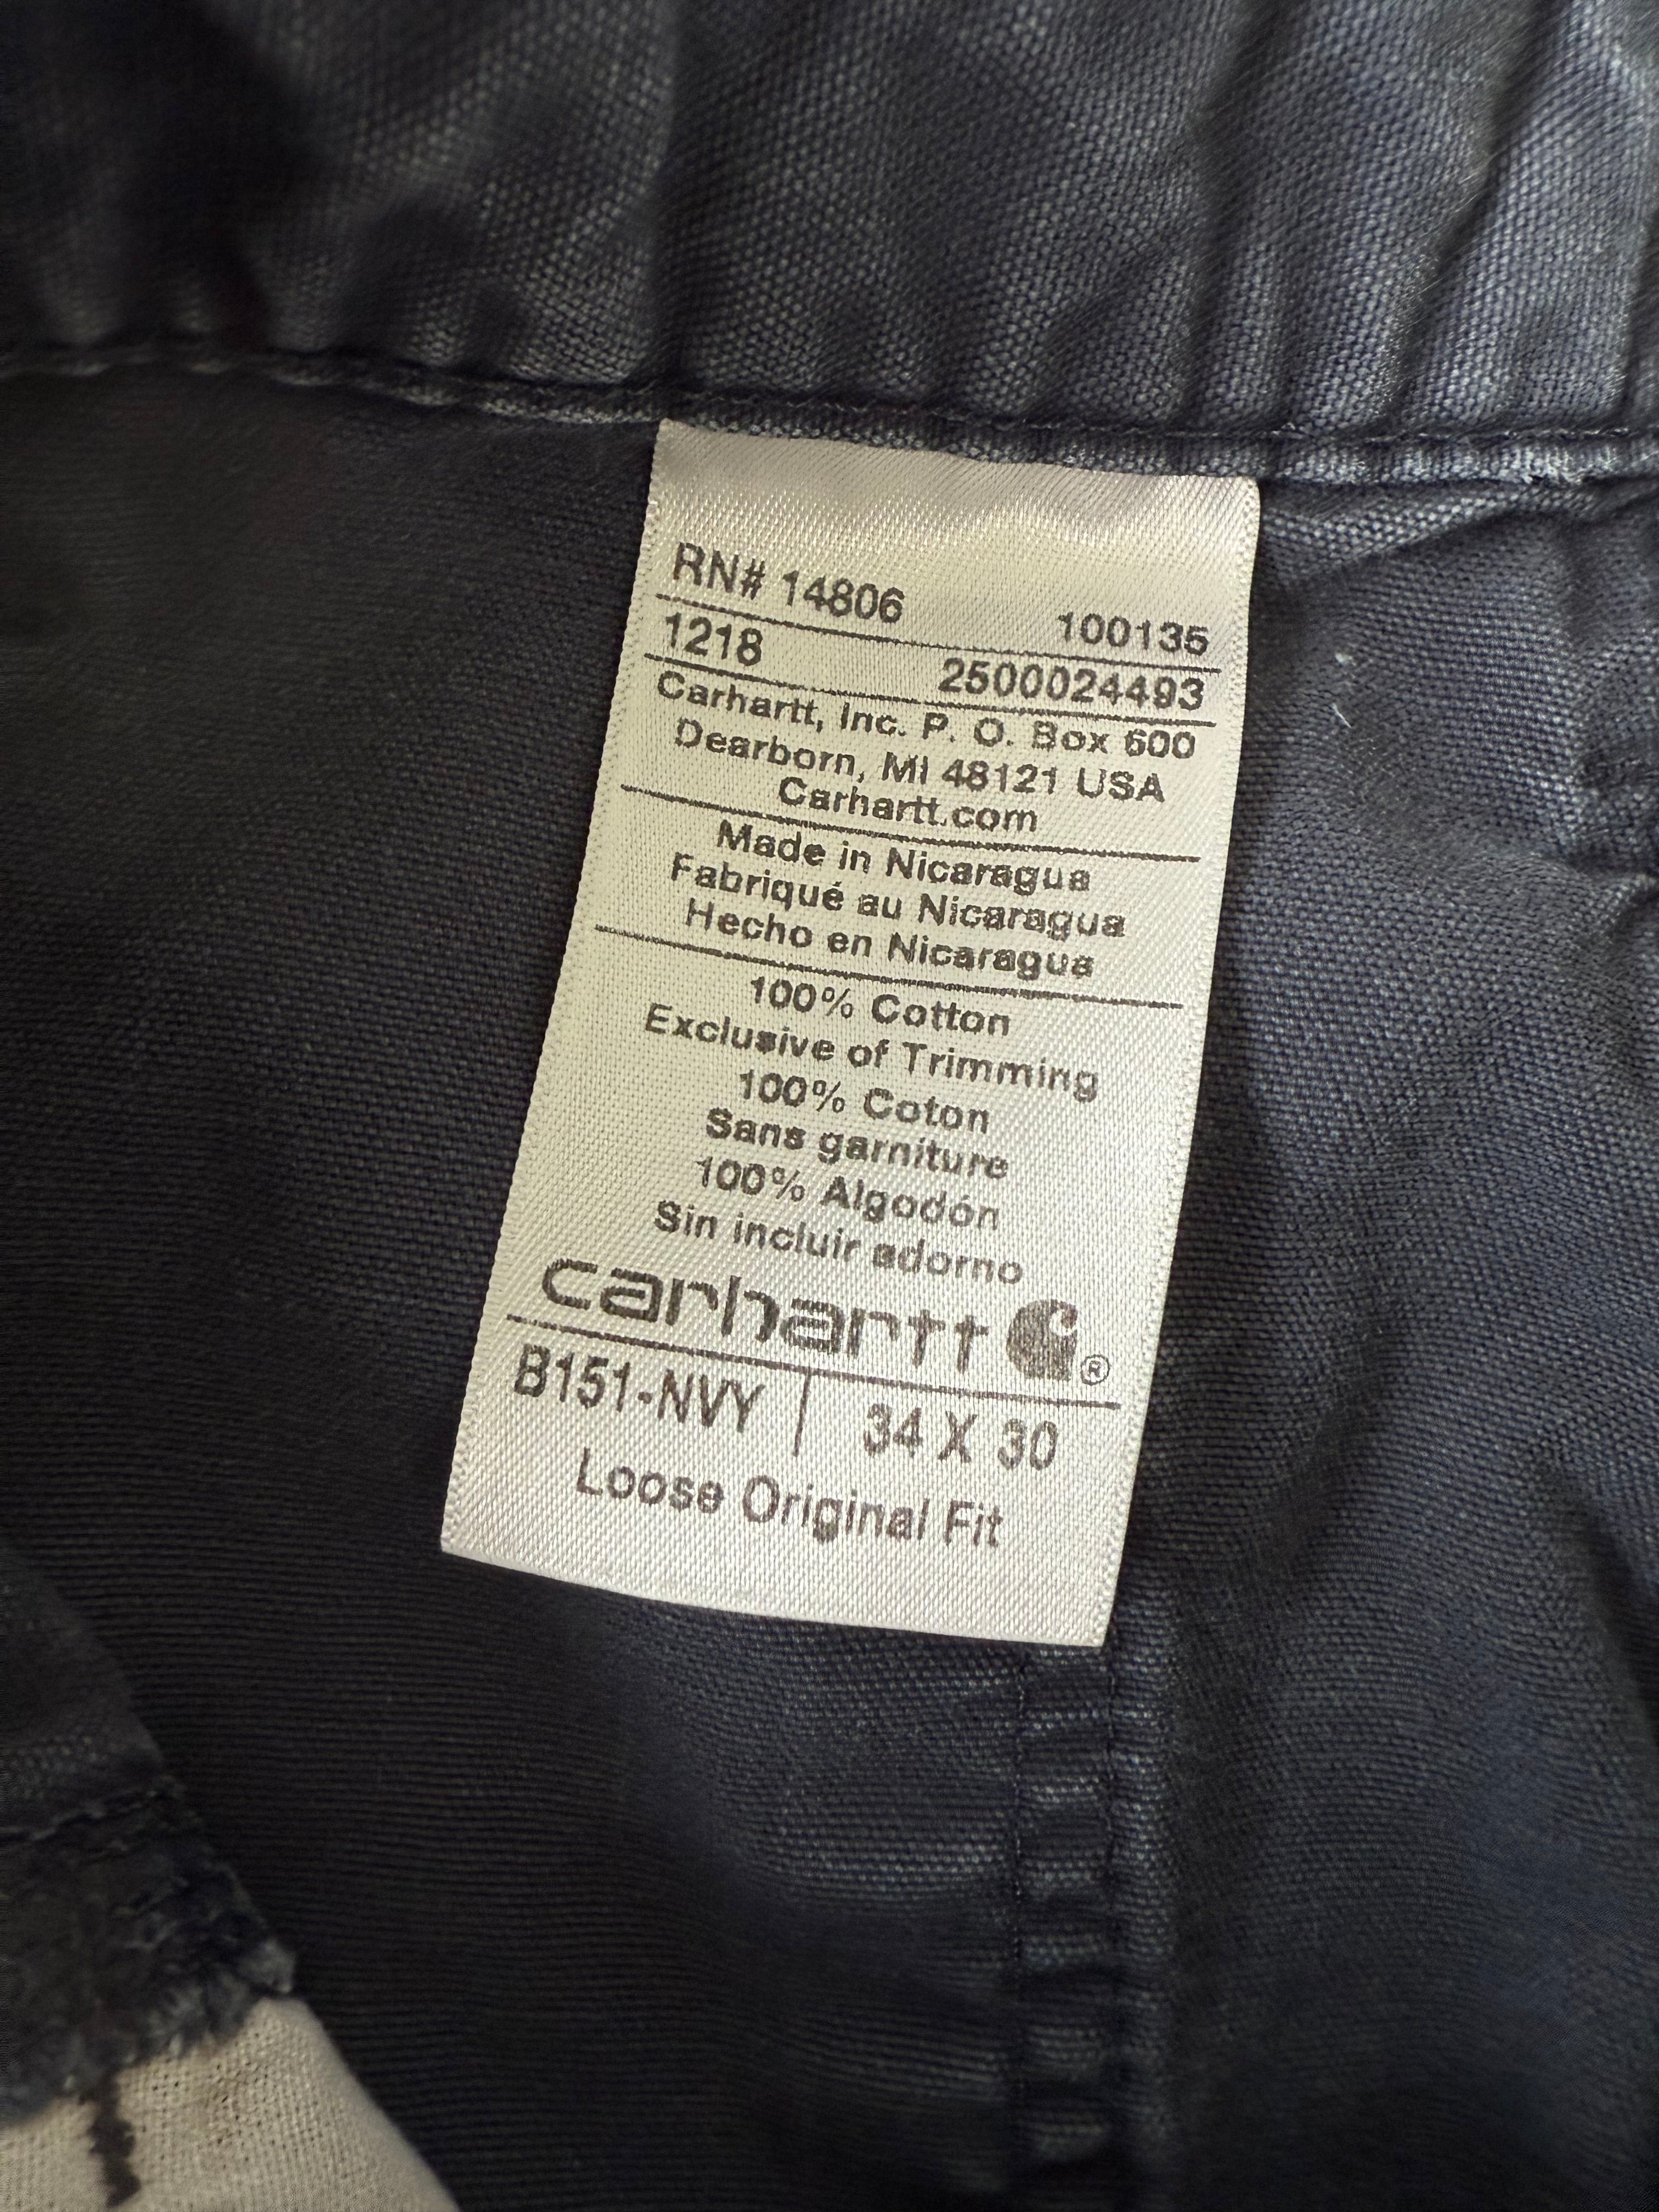 RN# 14806 100135
1218 2500024493
Carhartt, Inc. P. O. Box 600
Dearborn, MI 48121 USA
Carhartt.com
Made in Nicaragua
Fabriqué au Nicaragua
Hecho en Nicaragua
100% Cotton
Exclusive of Trimming
100% Coton
Sans garniture
100% Algodón
Sin incluir adorno
carhartt ®
B151-NVY | 34 X 30
Loose Original Fit